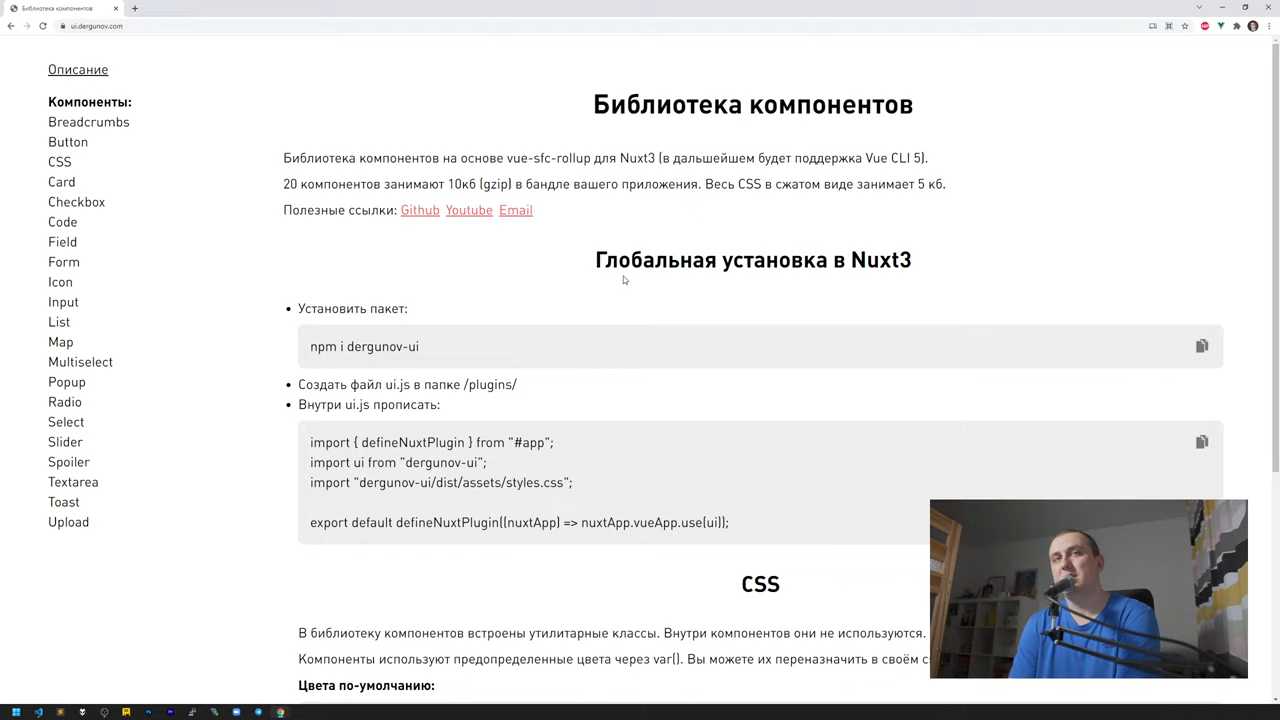 Библиотека компонентов
ui.dergunov.com
Описание
Компоненты:
Breadcrumbs
Button
CSS
Card
Checkbox
Code
Field
Form
Icon
Input
List
Map
Multiselect
Popup
Radio
Select
Slider
Spoiler
Textarea
Toast
Upload
Библиотека компонентов
Библиотека компонентов на основе vue-sfc-rollup для Nuxt3 (в дальшейшем будет поддержка Vue CLI 5).
20 компонентов занимают 10кб (gzip) в бандле вашего приложения. Весь CSS в сжатом виде занимает 5 кб.
Полезные ссылки: Github Youtube Email
Глобальная установка в Nuxt3
Установить пакет:
npm i dergunov-ui
Создать файл ui.js в папке /plugins/
Внутри ui.js прописать:
import { defineNuxtPlugin } from "#app";
import ui from "dergunov-ui";
import "dergunov-ui/dist/assets/styles.css";
export default defineNuxtPlugin((nuxtApp) => nuxtApp.vueApp.use(ui));
CSS
В библиотеку компонентов встроены утилитарные классы. Внутри компонентов они не используются.
Компоненты используют предопределенные цвета через var(). Вы можете их переназначить в своём с
Цвета по-умолчанию: